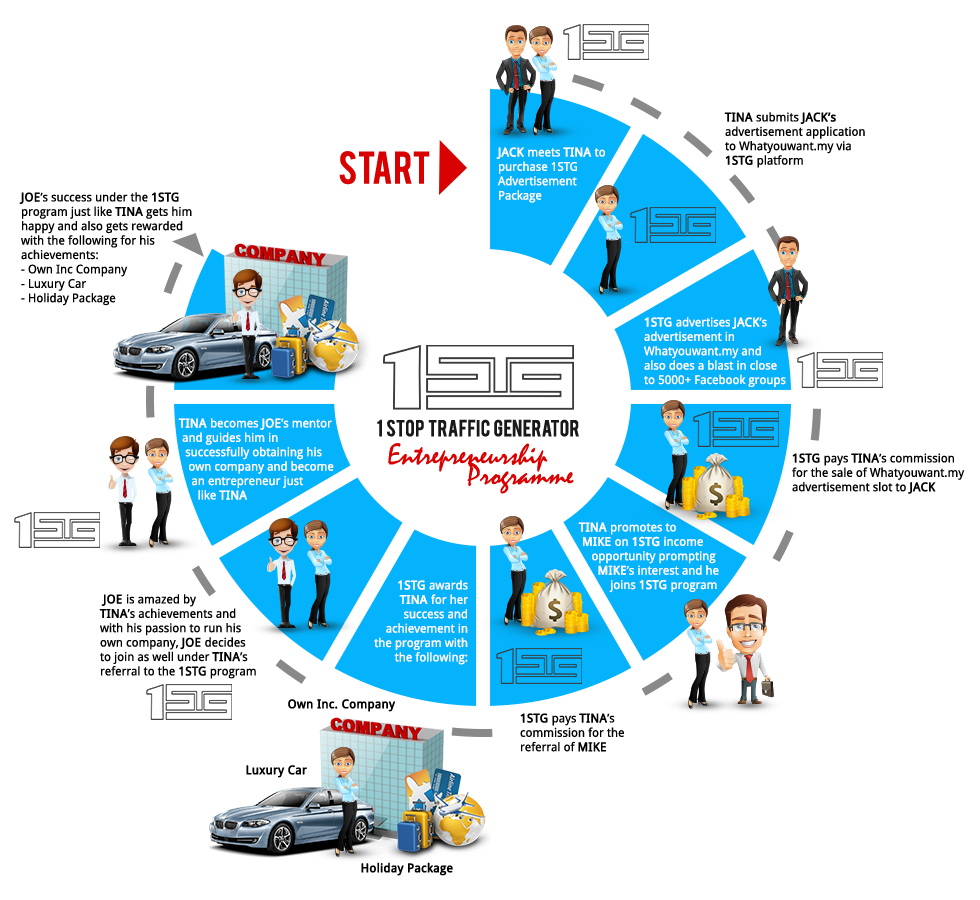 1STG
START
JACK meets TINA to
purchase 1STG
Advertisement
Package
TINA submits JACK's
advertisement application
to Whatyouwant.my via
1STG platform
1STG
1STG advertises JACK's
advertisement in
Whatyouwant.my and
also does a blast in close
to 5000+ Facebook groups
1STG
1STG
1STG pays TINA's commission
for the sale of Whatyouwant.my
advertisement slot to JACK
TINA promotes to
MIKE on 1STG income
opportunity prompting
MIKE's interest and he
joins 1STG program
1STG
1STG pays TINA's
commission for the
referral of MIKE
1STG awards
TINA for her
success and
achievement in
the program with
the following:
Own Inc. Company
COMPANY
Luxury Car
Holiday Package
JOE is amazed by
TINA's achievements and
with his passion to run his
own company, JOE decides
to join as well under TINA's
referral to the 1STG program
1STG
TINA becomes JOE's mentor
and guides him in
successfully obtaining his
own company and become
an entrepreneur just
like TINA
1STG
JOE's success under the 1STG
program just like TINA gets him
happy and also gets rewarded
with the following for his
achievements:
- Own Inc Company
- Luxury Car
- Holiday Package
COMPANY
1STG
1 STOP TRAFFIC GENERATOR
Entrepreneurship
Programme